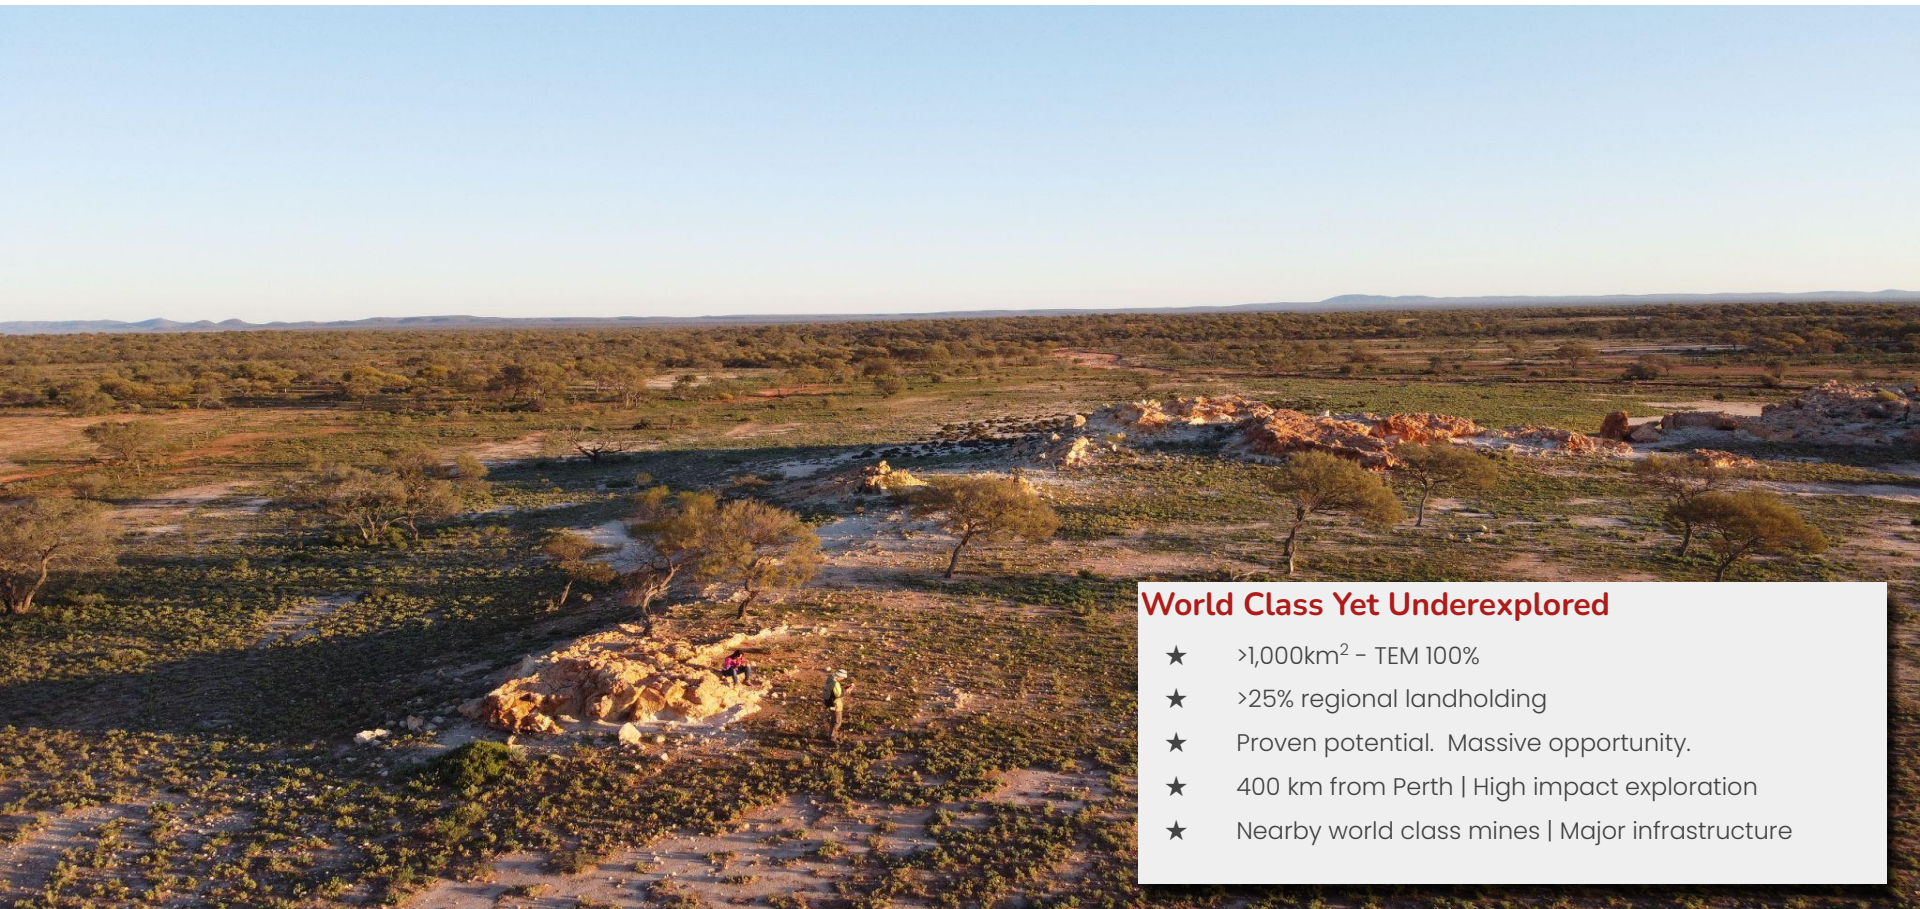 World Class Yet Underexplored
★ >1,000km² - TEM 100%
★ >25% regional landholding
★ Proven potential.  Massive opportunity.
★ 400 km from Perth | High impact exploration
★ Nearby world class mines | Major infrastructure